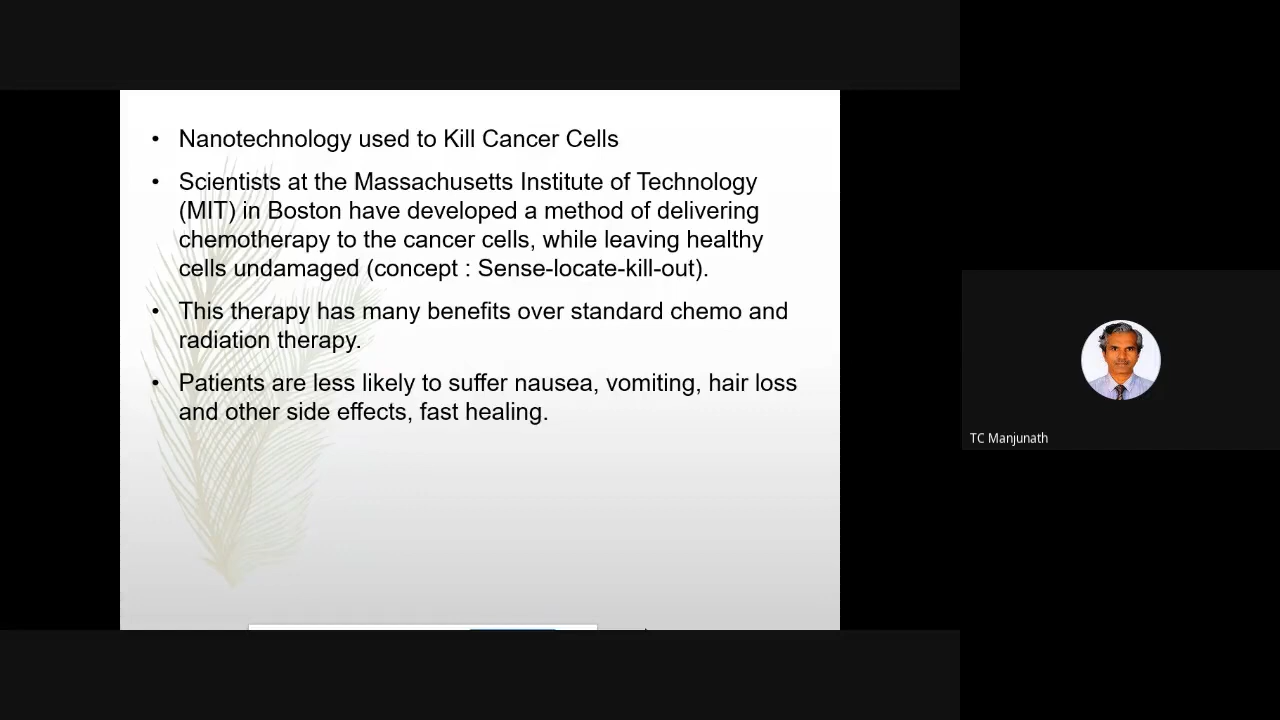 • Nanotechnology used to Kill Cancer Cells
• Scientists at the Massachusetts Institute of Technology
(MIT) in Boston have developed a method of delivering
chemotherapy to the cancer cells, while leaving healthy
cells undamaged (concept : Sense-locate-kill-out).
• This therapy has many benefits over standard chemo and
radiation therapy.
• Patients are less likely to suffer nausea, vomiting, hair loss
and other side effects, fast healing.
TC Manjunath